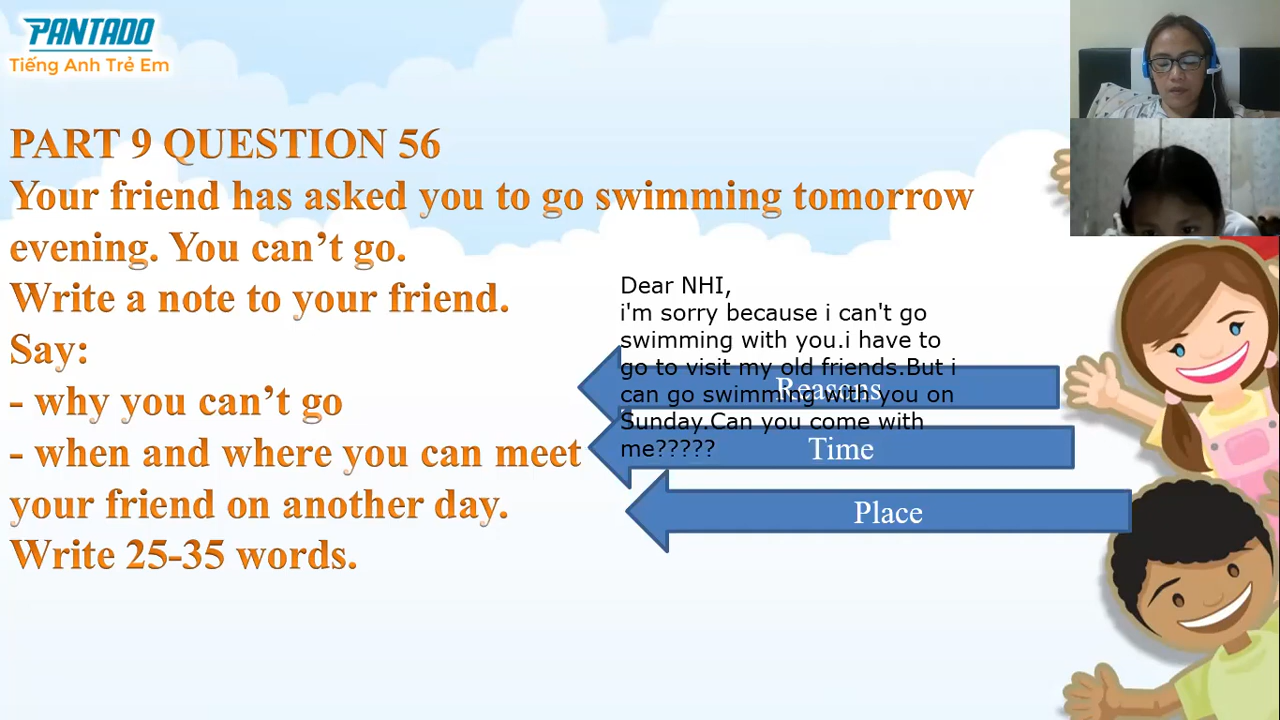 PANTADO
Tiếng Anh Trẻ Em
PART 9 QUESTION 56
Your friend has asked you to go swimming tomorrow
evening. You can’t go.
Write a note to your friend.
Say:
- why you can’t go
- when and where you can meet
your friend on another day.
Write 25-35 words.
Dear NHI,
i'm sorry because i can't go
swimming with you.i have to
go to visit my old friends.But i
can go swimming with you on
Sunday.Can you come with
me?????
Reasons
Time
Place